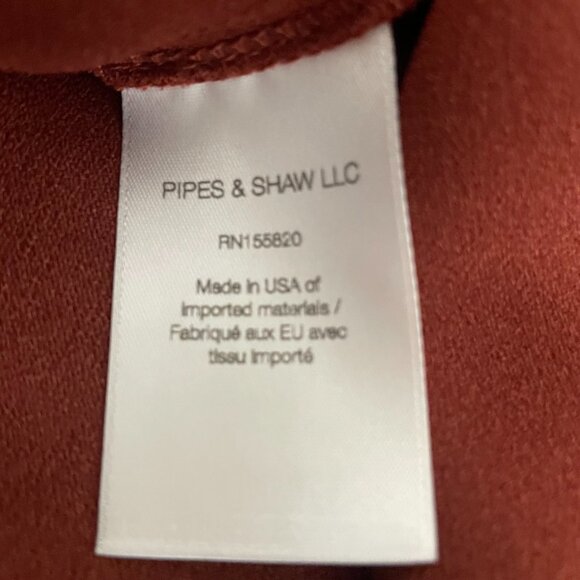 PIPES & SHAW LLC
RN155820
Made in USA of
imported materials /
Fabriqué aux EU avec
tissu importé